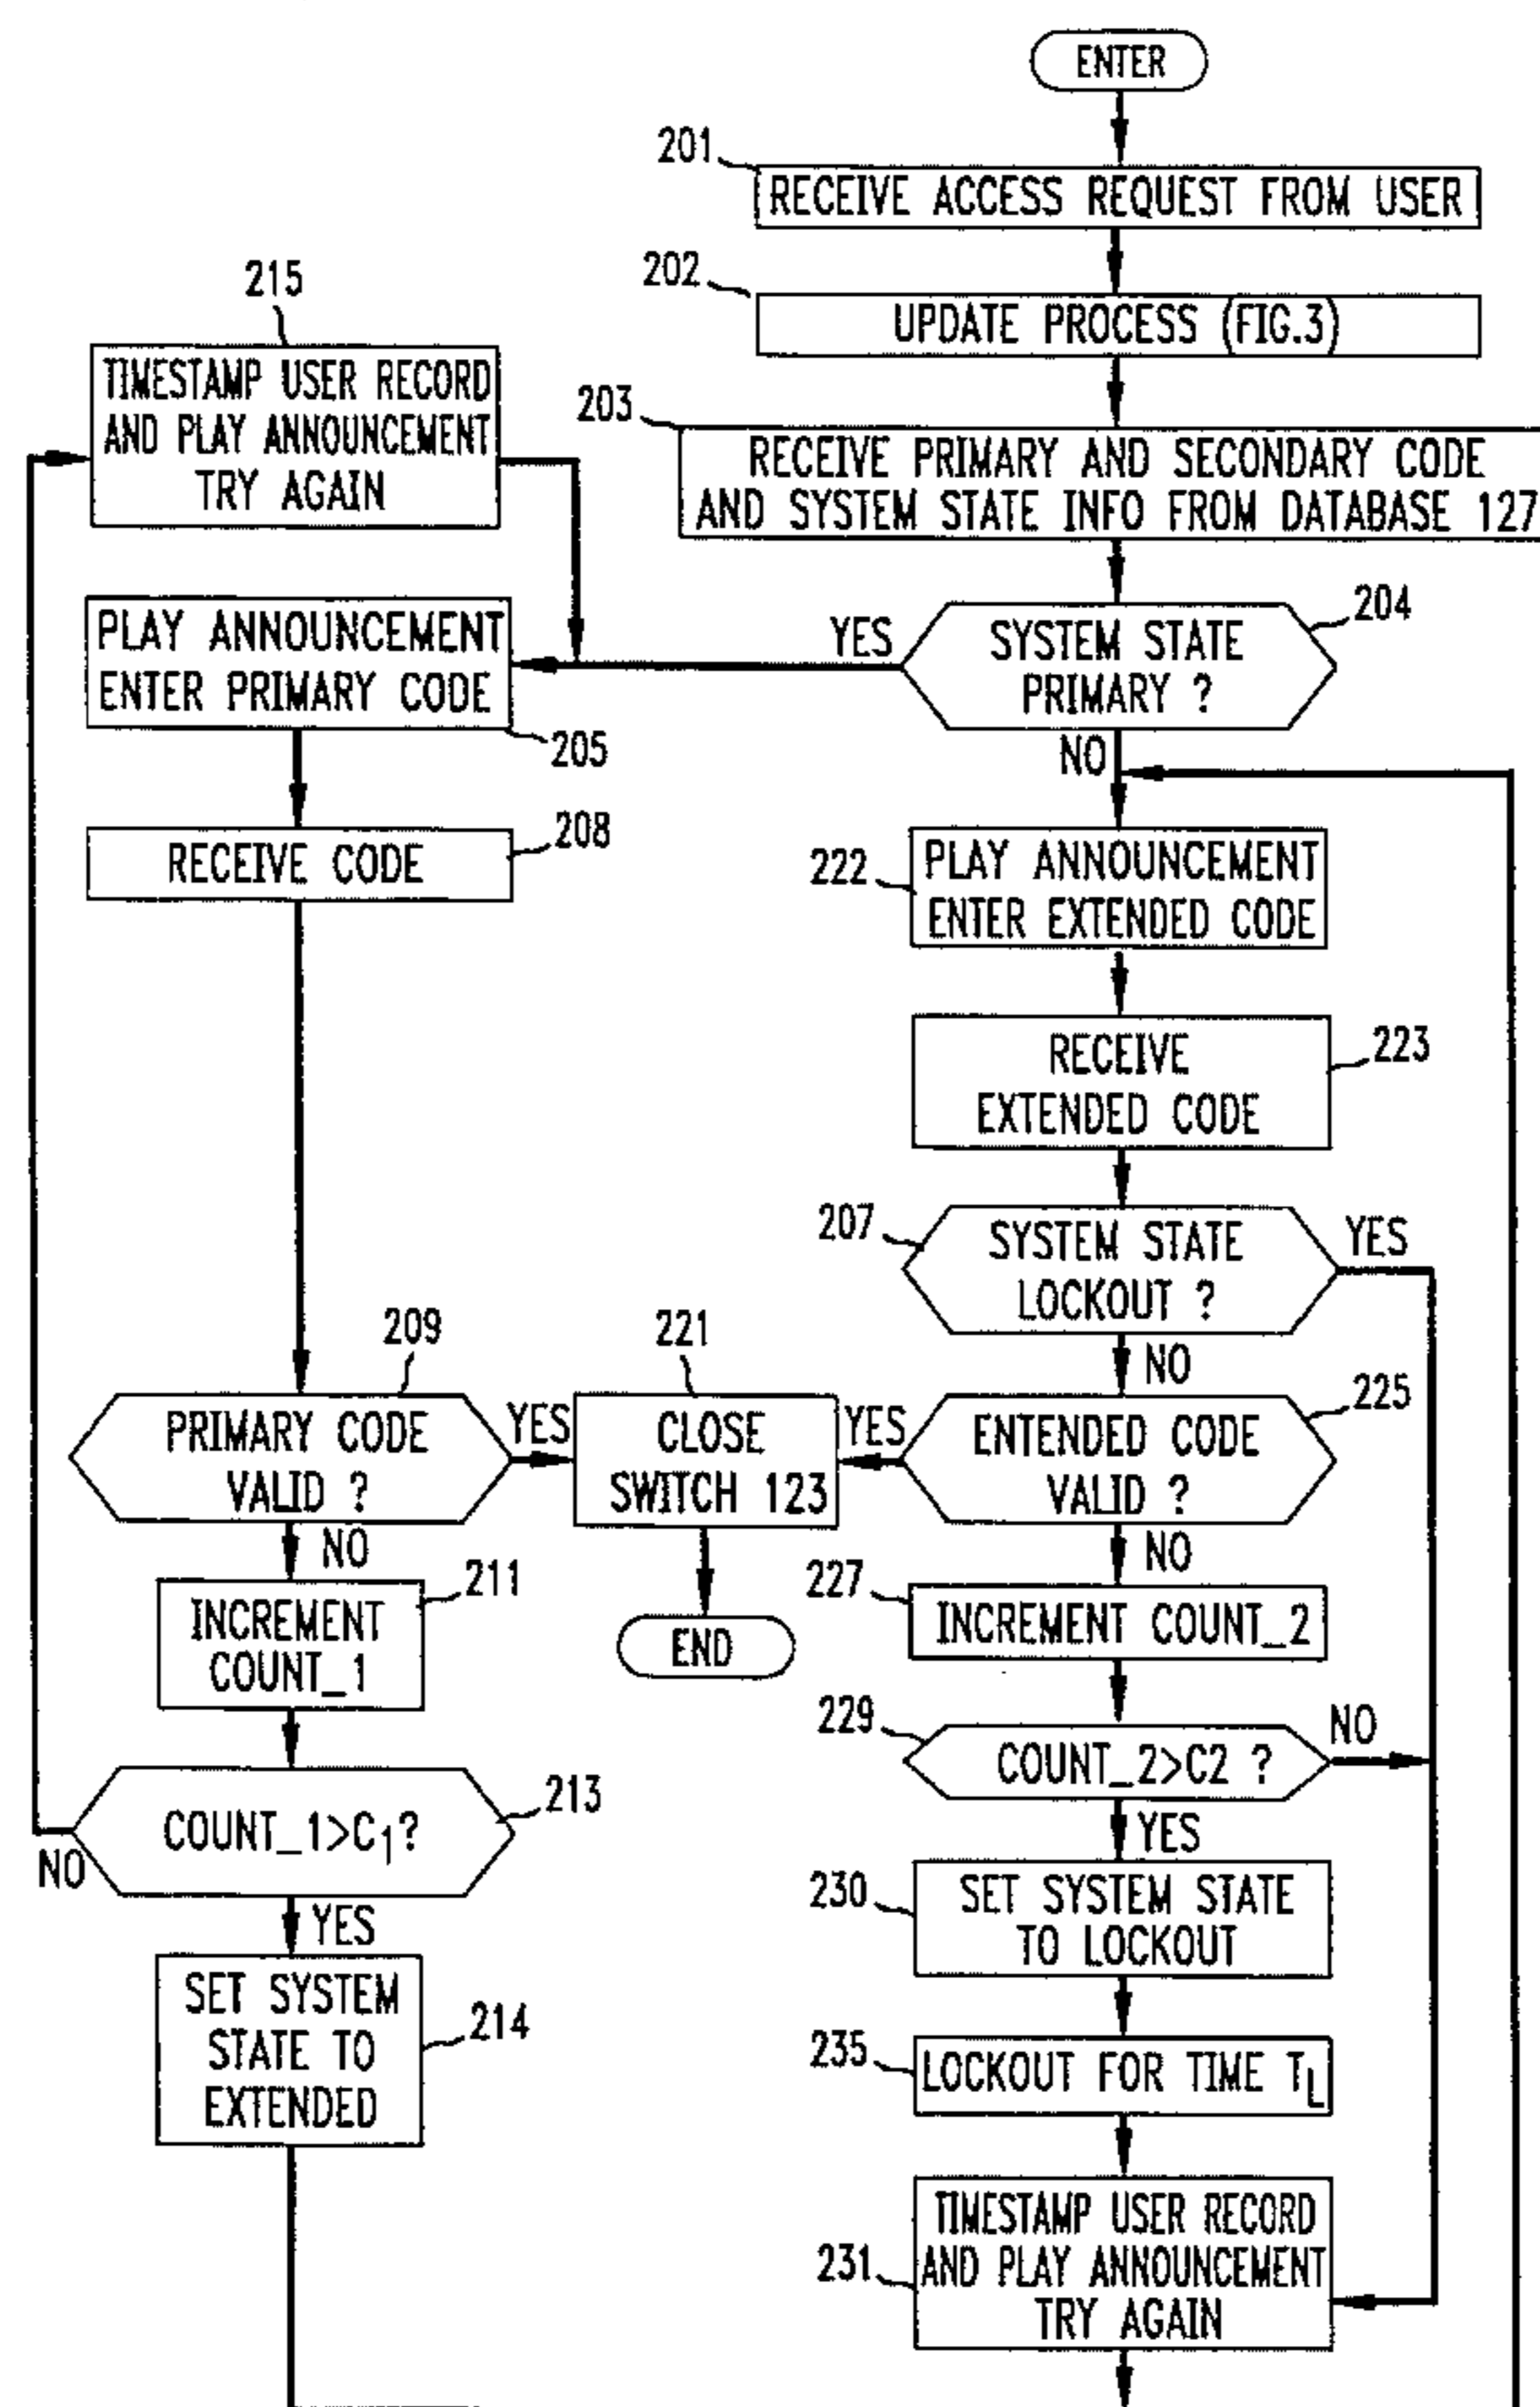 ENTER
201
RECEIVE ACCESS REQUEST FROM USER
202
UPDATE PROCESS (FIG.3)
203
RECEIVE PRIMARY AND SECONDARY CODE
AND SYSTEM STATE INFO FROM DATABASE 127
204
SYSTEM STATE
PRIMARY ?
YES
NO
215
TIMESTAMP USER RECORD
AND PLAY ANNOUNCEMENT
TRY AGAIN
PLAY ANNOUNCEMENT
ENTER PRIMARY CODE
205
RECEIVE CODE
208
222
PLAY ANNOUNCEMENT
ENTER EXTENDED CODE
RECEIVE
EXTENDED CODE
223
207
SYSTEM STATE
LOCKOUT ?
YES
NO
209
PRIMARY CODE
VALID ?
YES
NO
221
CLOSE
SWITCH 123
END
YES
ENTENDED CODE
VALID ?
225
NO
INCREMENT
COUNT_1
211
227
INCREMENT COUNT_2
COUNT_1>C1?
213
NO
YES
229
COUNT_2>C2 ?
NO
YES
SET SYSTEM
STATE TO
EXTENDED
214
230
SET SYSTEM STATE
TO LOCKOUT
235
LOCKOUT FOR TIME TL
231
TIMESTAMP USER RECORD
AND PLAY ANNOUNCEMENT
TRY AGAIN